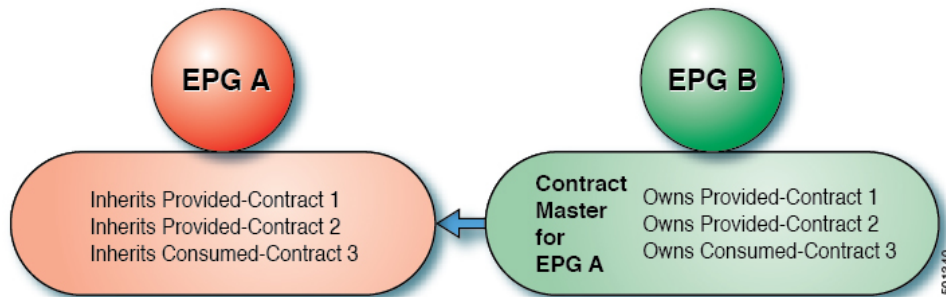 EPG A
EPG B
Inherits Provided-Contract 1
Inherits Provided-Contract 2
Inherits Consumed-Contract 3
Contract
Master
for
EPG A
Owns Provided-Contract 1
Owns Provided-Contract 2
Owns Consumed-Contract 3